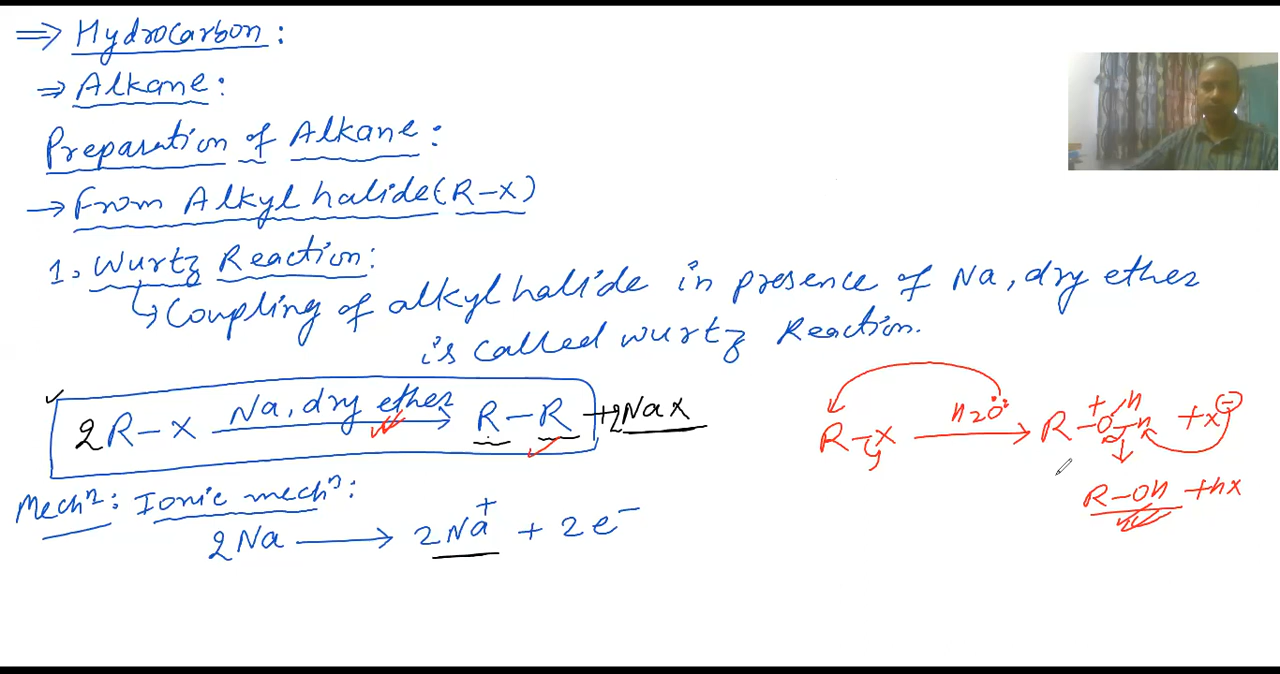 ⇒ Hydrocarbon:
⇒ Alkane:
Preparation of Alkane:
→ From Alkyl halide (R-X)
1. Wurtz Reaction:
↳ Coupling of alkyl halide in presence of Na, dry ether
is called wurtz Reaction.
2R-X Na, dry ether → R-R + 2NaX
Mechⁿ: Ionic mechⁿ:
2Na → 2Na⁺ + 2e⁻
R-X H2Ö → R-O⁺-H H + X⁻
R-OH + HX